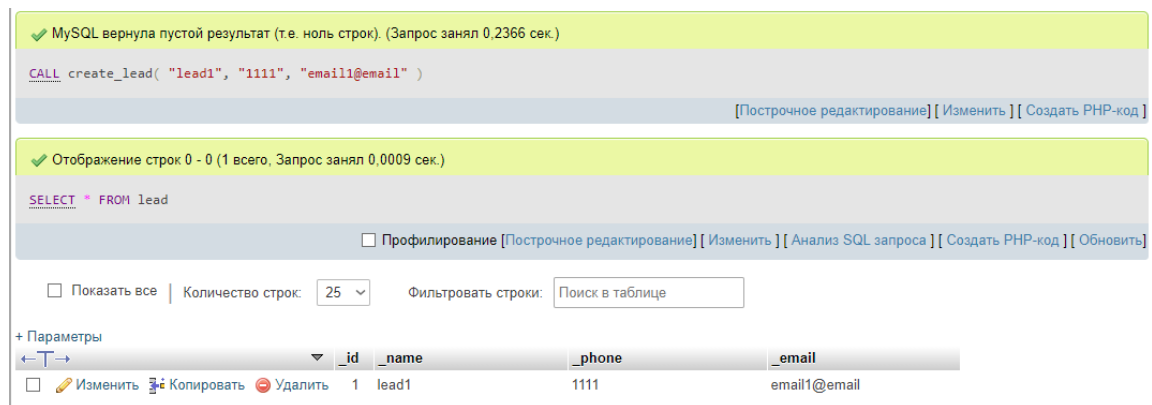 MySQL вернула пустой результат (т.е. ноль строк). (Запрос занял 0,2366 сек.)
CALL create_lead( "lead1", "1111", "email1@email" )
[Построчное редактирование] [ Изменить ] [ Создать PHP-код ]
Отображение строк 0 - 0 (1 всего, Запрос занял 0,0009 сек.)
SELECT * FROM lead
Профилирование [Построчное редактирование] [ Изменить ] [ Анализ SQL запроса ] [ Создать PHP-код ] [ Обновить]
Показать все | Количество строк: 25 Фильтровать строки: Поиск в таблице
+ Параметры
←T→ ▼ _id _name _phone _email
Изменить Копировать Удалить 1 lead1 1111 email1@email